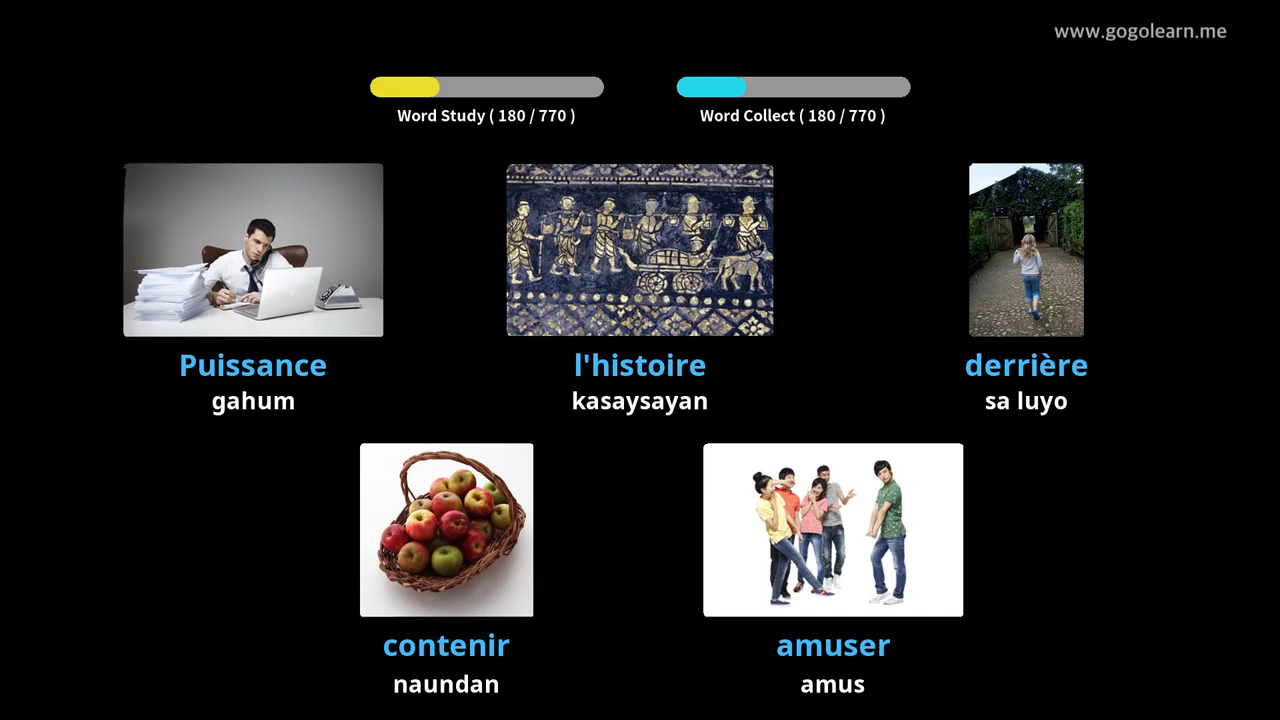 www.gogolearn.me
Word Study ( 180 / 770 )
Word Collect ( 180 / 770 )
Puissance
gahum
l'histoire
kasaysayan
derrière
sa luyo
contenir
naundan
amuser
amus